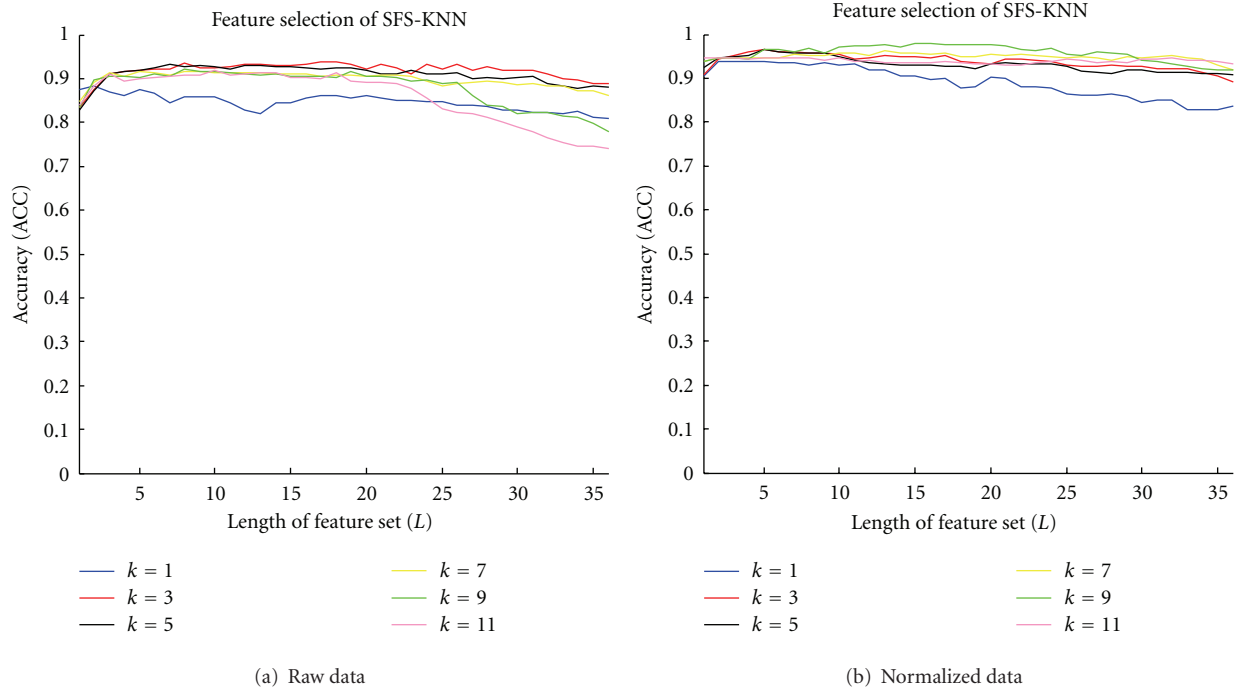 Feature selection of SFS-KNN
1
0.9
0.8
0.7
0.6
0.5
0.4
0.3
0.2
0.1
0
Accuracy (ACC)
5 10 15 20 25 30 35
Length of feature set (L)
k = 1
k = 3
k = 5
k = 7
k = 9
k = 11
(a) Raw data
Feature selection of SFS-KNN
1
0.9
0.8
0.7
0.6
0.5
0.4
0.3
0.2
0.1
0
Accuracy (ACC)
5 10 15 20 25 30 35
Length of feature set (L)
k = 1
k = 3
k = 5
k = 7
k = 9
k = 11
(b) Normalized data